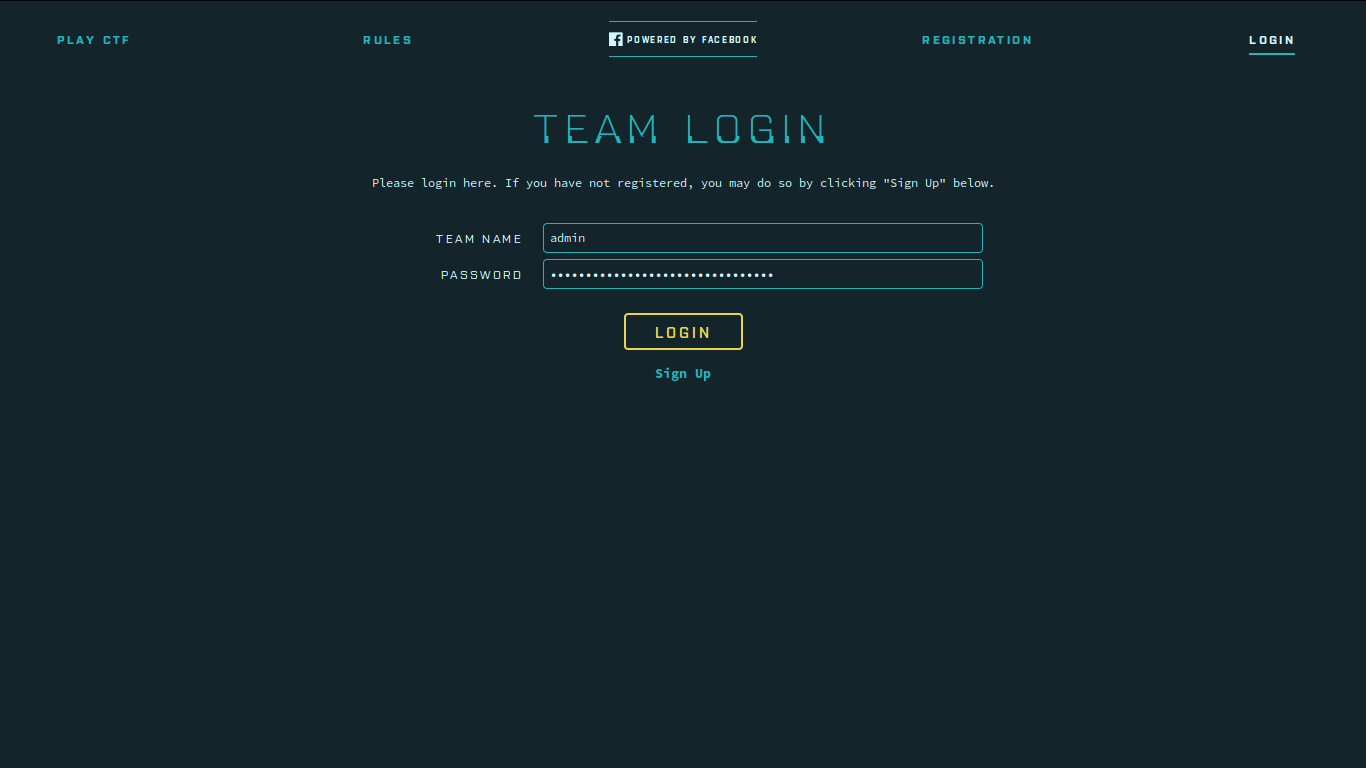 PLAY CTF
RULES
POWERED BY FACEBOOK
REGISTRATION
LOGIN
TEAM LOGIN
Please login here. If you have not registered, you may do so by clicking "Sign Up" below.
TEAM NAME
admin
PASSWORD
••••••••••••••••••••••••••••••••
LOGIN
Sign Up